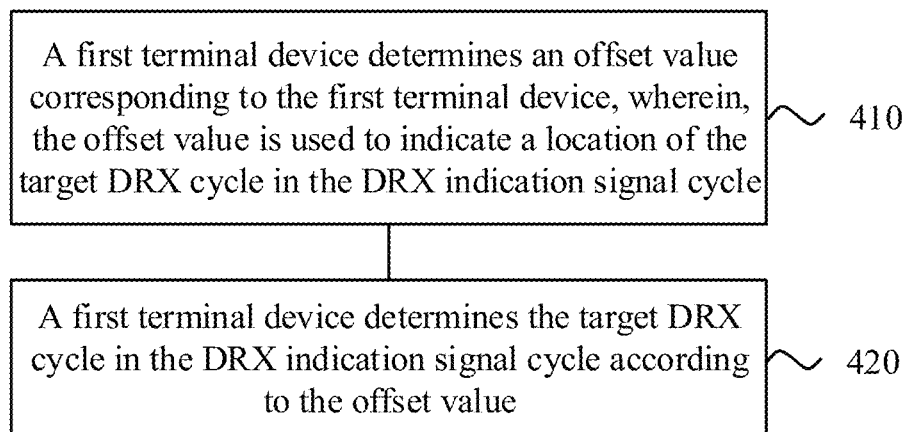 A first terminal device determines an offset value
corresponding to the first terminal device, wherein,
the offset value is used to indicate a location of the
target DRX cycle in the DRX indication signal cycle
410
A first terminal device determines the target DRX
cycle in the DRX indication signal cycle according
to the offset value
420